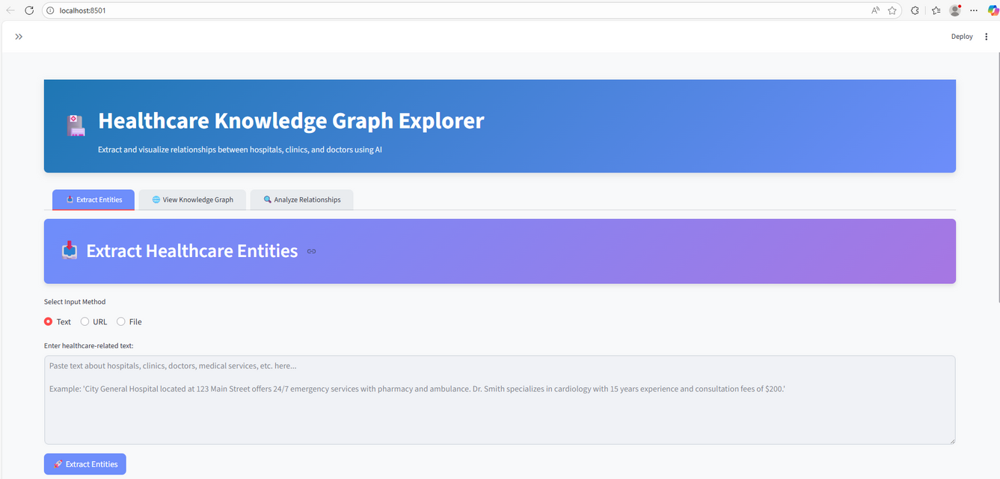 localhost:8501
Deploy
Healthcare Knowledge Graph Explorer
Extract and visualize relationships between hospitals, clinics, and doctors using AI
Extract Entities
View Knowledge Graph
Analyze Relationships
Extract Healthcare Entities
Select Input Method
Text URL File
Enter healthcare-related text:
Paste text about hospitals, clinics, doctors, medical services, etc. here...
Example: 'City General Hospital located at 123 Main Street offers 24/7 emergency services with pharmacy and ambulance. Dr. Smith specializes in cardiology with 15 years experience and consultation fees of $200.'
Extract Entities